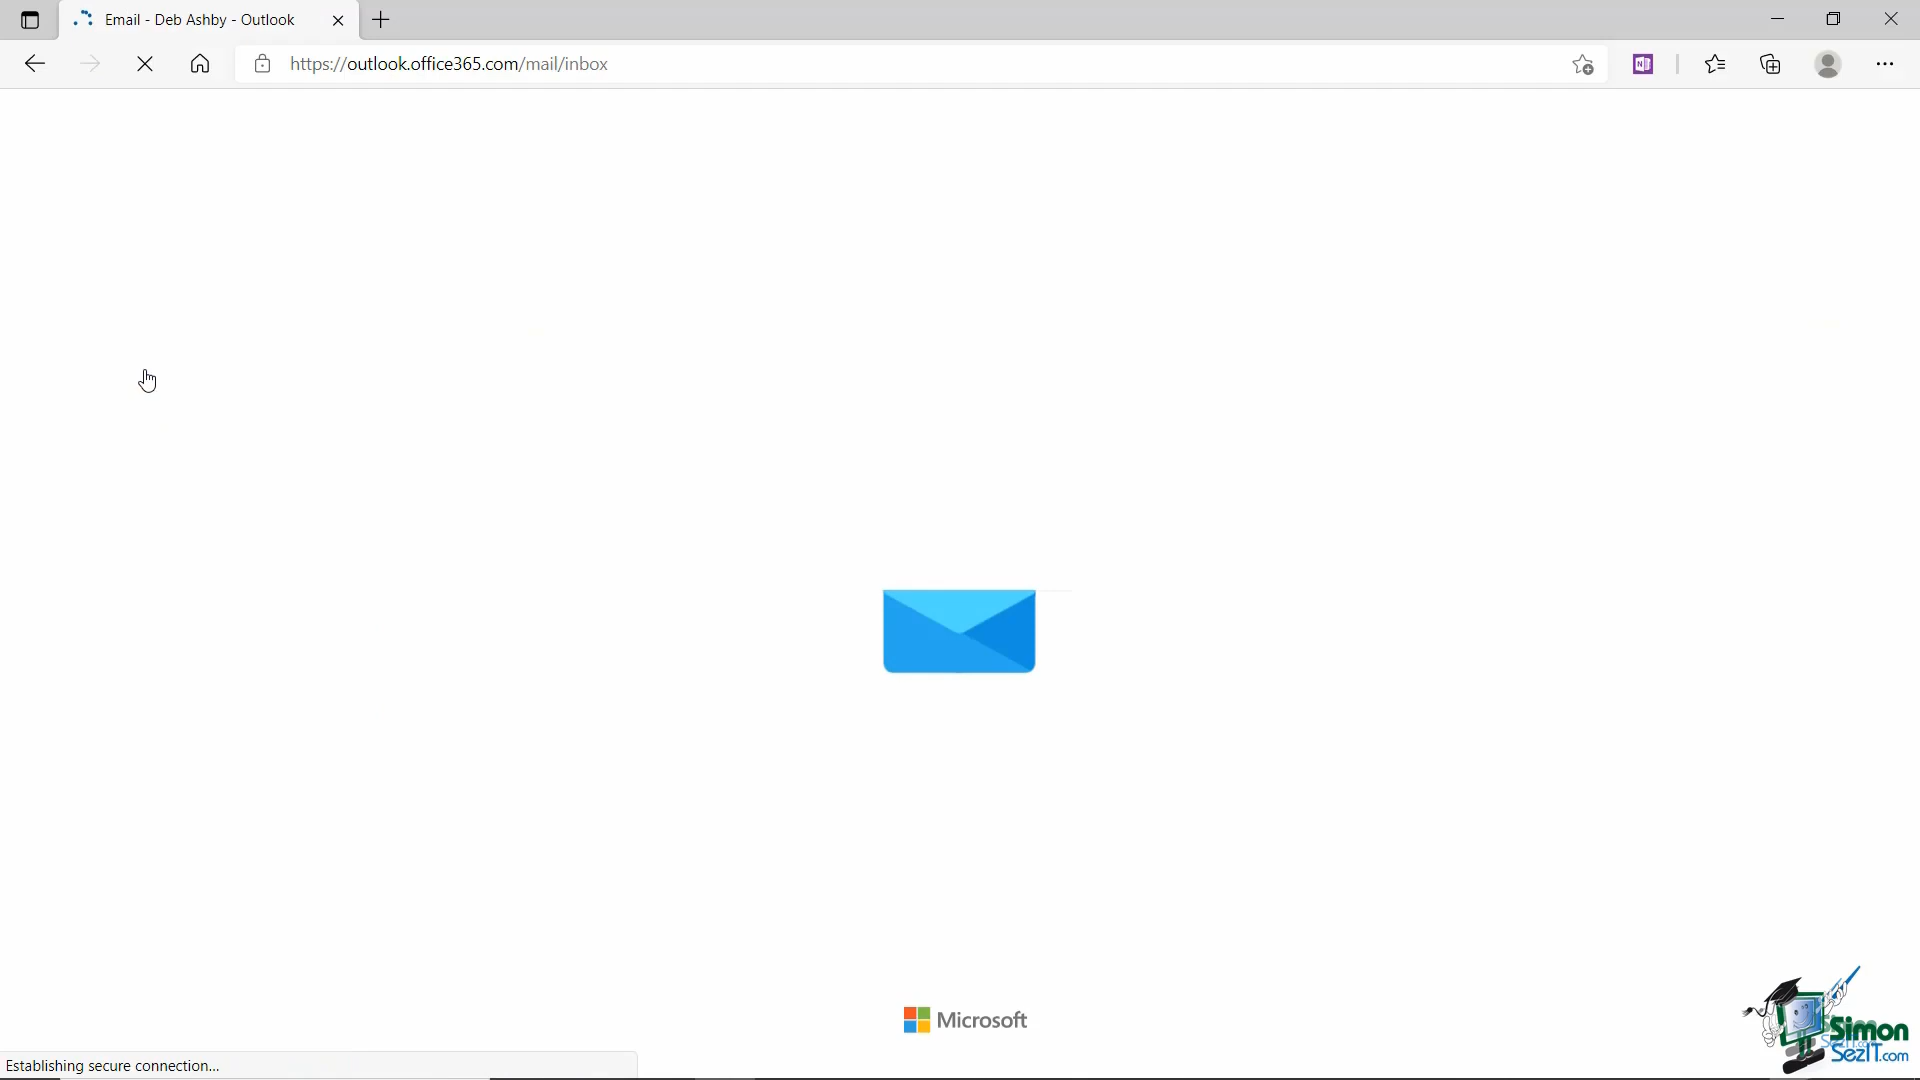 Email - Deb Ashby - Outlook
https://outlook.office365.com/mail/inbox
Microsoft
Simon
SezIT.com
Establishing secure connection...